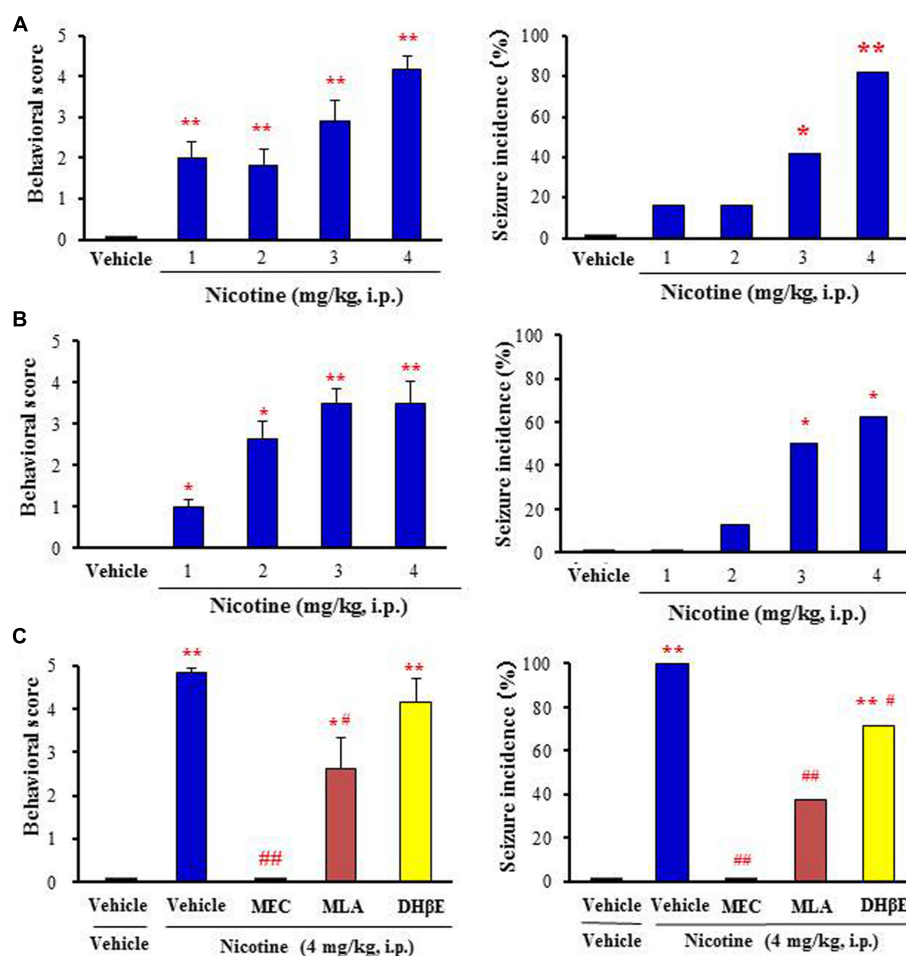 A
Behavioral score
5
4
3
2
1
0
**
**
**
**
Vehicle 1 2 3 4
Nicotine (mg/kg, i.p.)
Seizure incidence (%)
100
80
60
40
20
0
*
**
Vehicle 1 2 3 4
Nicotine (mg/kg, i.p.)
B
Behavioral score
5
4
3
2
1
0
*
*
**
**
Vehicle 1 2 3 4
Nicotine (mg/kg, i.p.)
Seizure incidence (%)
100
80
60
40
20
0
*
*
Vehicle 1 2 3 4
Nicotine (mg/kg, i.p.)
C
Behavioral score
5
4
3
2
1
0
**
##
*#
**
Vehicle Vehicle MEC MLA DHβE
Vehicle Nicotine (4 mg/kg, i.p.)
Seizure incidence (%)
100
80
60
40
20
0
**
##
##
** #
Vehicle Vehicle MEC MLA DHβE
Vehicle Nicotine (4 mg/kg, i.p.)